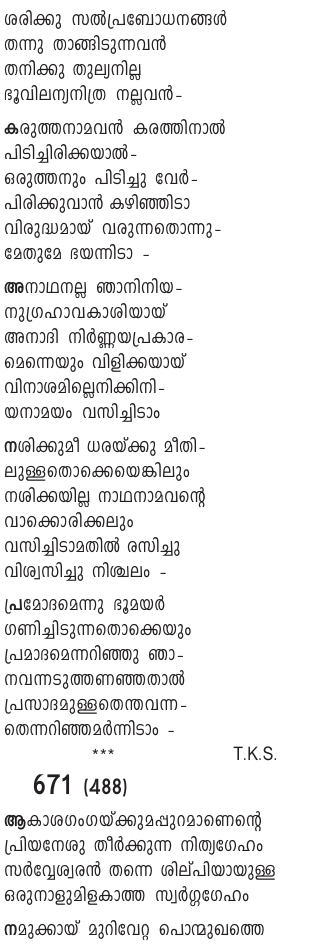 ശരിക്കു സൽപ്രബോധനങ്ങൾ
തന്നു താങ്ങിടുന്നവൻ
തനിക്കു തുല്യനില്ല
ഭൂവിലന്യനിത്ര നല്ലവൻ-
കരുത്തനാമവൻ കരത്തിനാൽ
പിടിച്ചിരിക്കയാൽ-
ഒരുത്തനും പിടിച്ചു വേർ-
പിരിക്കുവാൻ കഴിഞ്ഞിടാ
വിരുദ്ധമായ് വരുന്നതൊന്നു-
മേതുമേ ഭയന്നിടാ -
അനാഥനല്ല ഞാനിനിയ-
നുഗ്രഹാവകാശിയായ്
അനാദി നിർണ്ണയപ്രകാര-
മെന്നെയും വിളിക്കയായ്
വിനാശമില്ലെനിക്കിനി-
യനാമയം വസിച്ചിടാം
നശിക്കുമീ ധരയ്ക്കു മീതി-
ലുള്ളതൊക്കെയെങ്കിലും
നശിക്കയില്ല നാഥനാമവന്റെ
വാക്കൊരിക്കലും
വസിച്ചിടാമതിൽ രസിച്ചു
വിശ്വസിച്ചു നിശ്ചലം -
പ്രമോദമെന്നു ഭൂമയർ
ഗണിച്ചിടുന്നതൊക്കെയും
പ്രമാദമെന്നറിഞ്ഞു ഞാ-
നവന്നടുത്തണഞ്ഞതാൽ
പ്രസാദമുള്ളതെന്തവന്ന-
തെന്നറിഞ്ഞമർന്നിടാം -
*** T.K.S.
671 (488)
ആകാശഗംഗയ്ക്കുമപ്പുറമാണെന്റെ
പ്രിയനേശു തീർക്കുന്ന നിത്യഗേഹം
സർവ്വേശ്വരൻ തന്നെ ശില്പിയായുള്ള
ഒരുനാളുമിളകാത്ത സ്വർഗ്ഗഗേഹം
നമുക്കായ് മുറിവേറ്റ പൊന്മുഖത്തെ